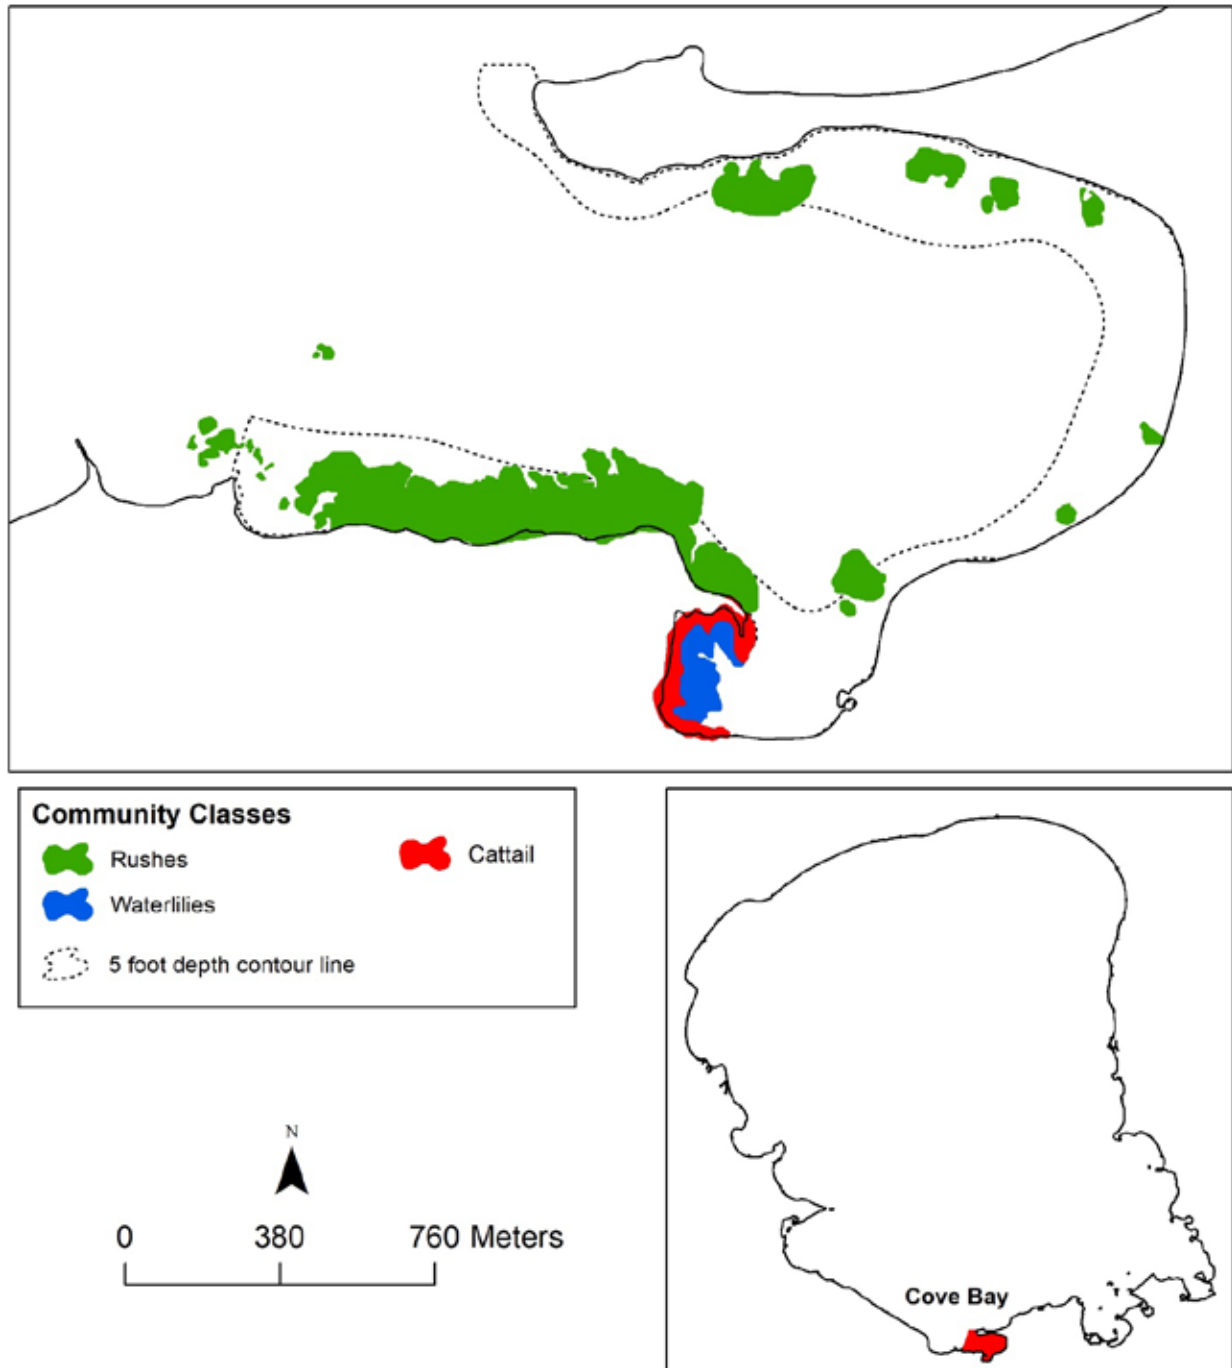 Community Classes
Rushes
Cattail
Waterlilies
5 foot depth contour line
N
0 380 760 Meters
Cove Bay